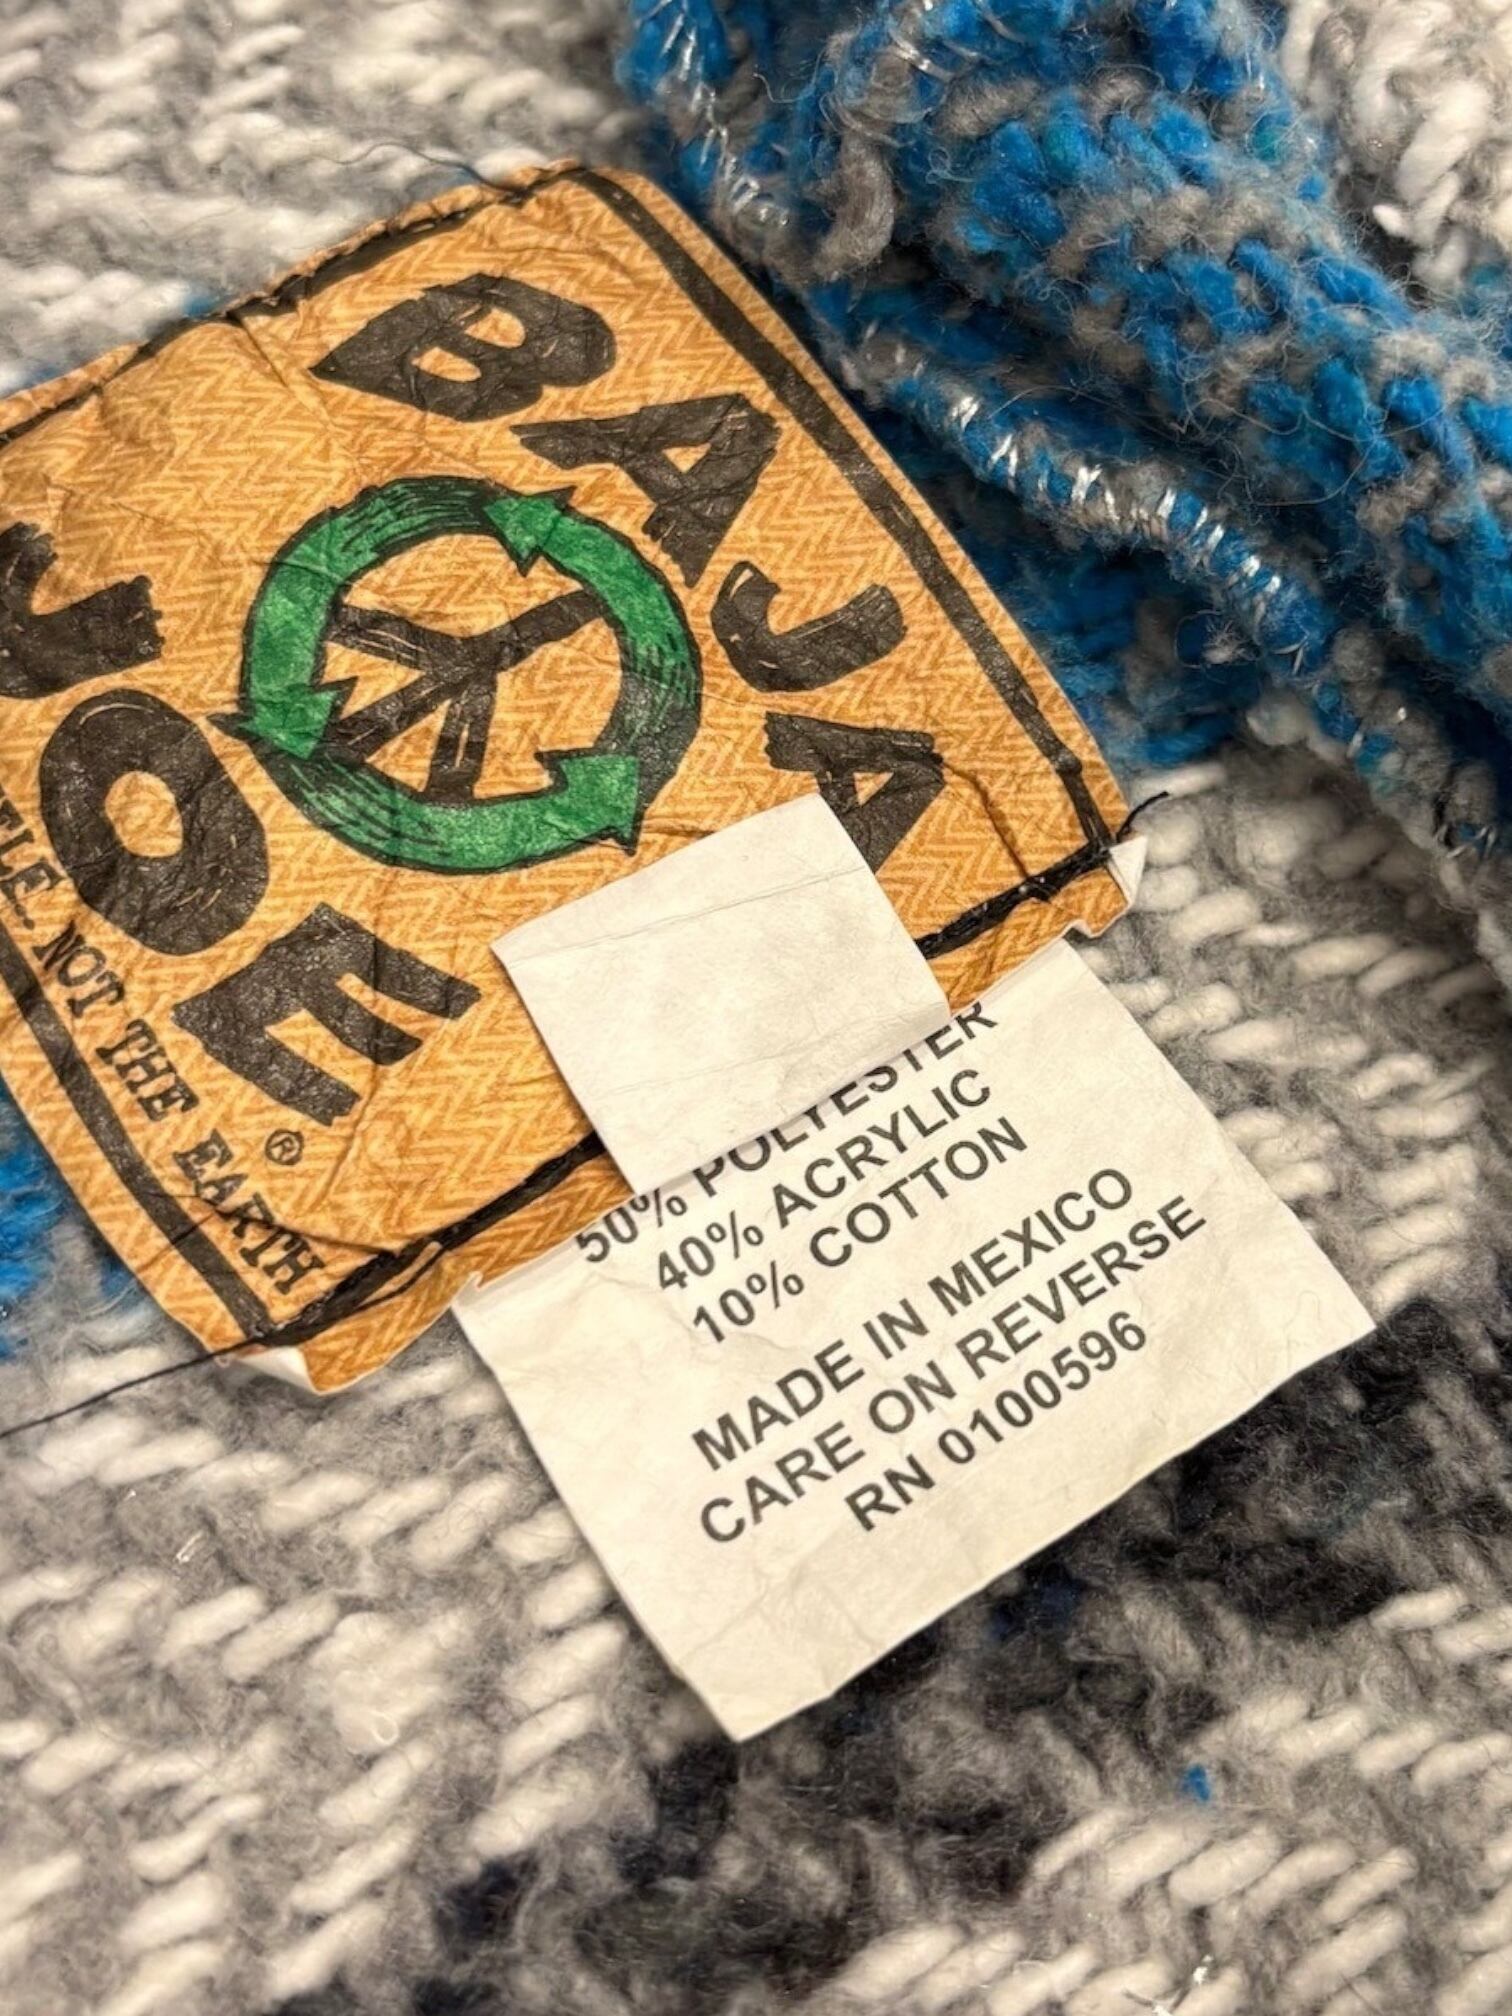 BAJA
JOE
®
NOT THE EARTH
50% POLYESTER
40% ACRYLIC
10% COTTON
MADE IN MEXICO
CARE ON REVERSE
RN 0100596